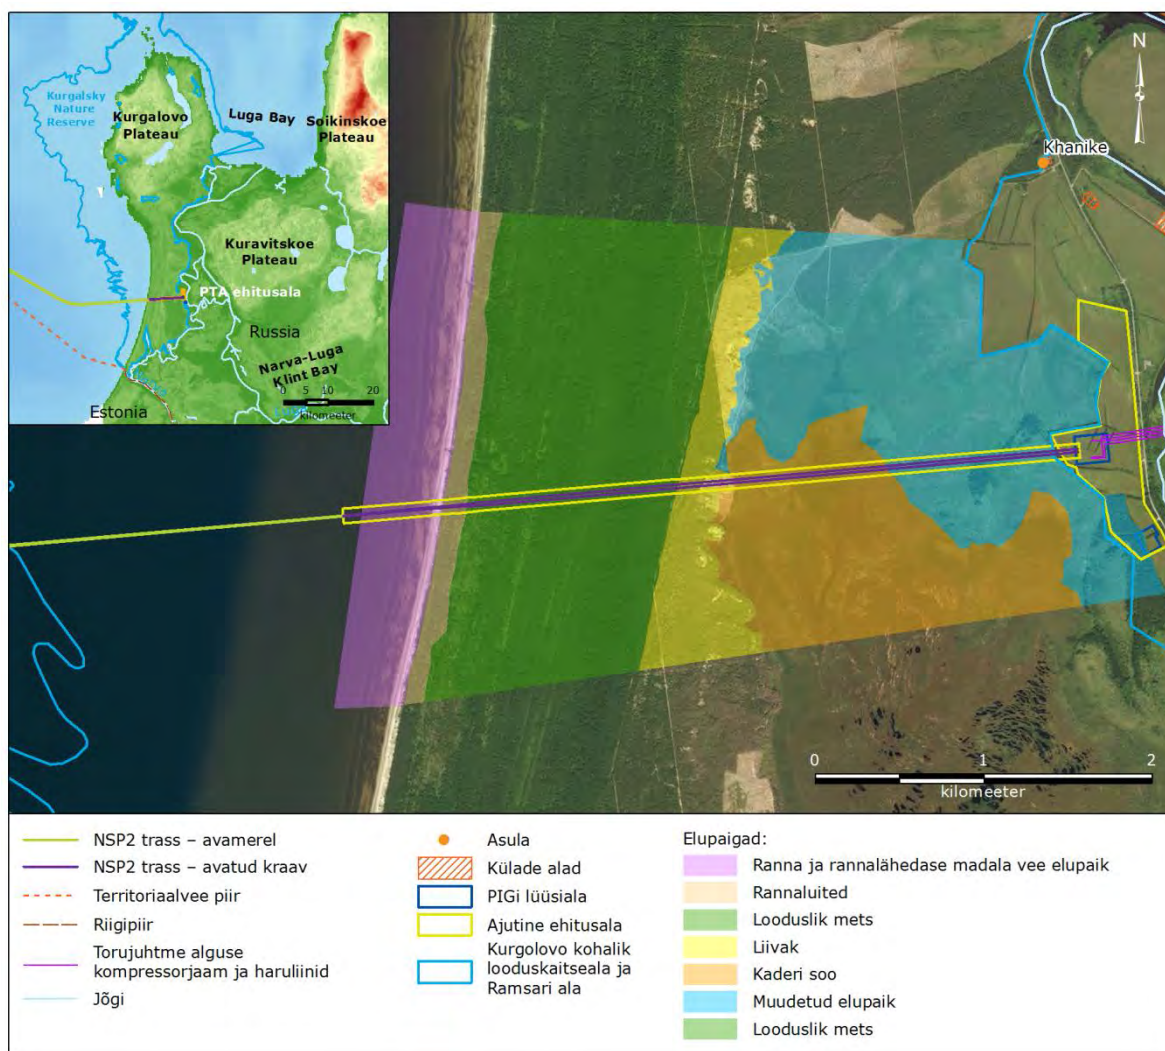 Kurgalsky
Nature
Reserve
Kurgalovo
Plateau
Luga Bay
Soikinskoe
Plateau
Kuravitskoe
Plateau
PTA ehitusala
Russia
Narva-Luga
Klint Bay
Estonia
0 5 10 20
kilomeeter
N
Khanike
0 1 2
kilomeeter
NSP2 trass – avamerel
NSP2 trass – avatud kraav
Territoriaalvee piir
Riigipiir
Torujuhtme alguse
kompressorjaam ja haruliinid
Jõgi
Asula
Külade alad
PIGi lüüsiala
Ajutine ehitusala
Kurgolovo kohalik
looduskaitseala ja
Ramsari ala
Elupaigad:
Ranna ja rannalähedase madala vee elupaik
Rannaluited
Looduslik mets
Liivak
Kaderi soo
Muudetud elupaik
Looduslik mets